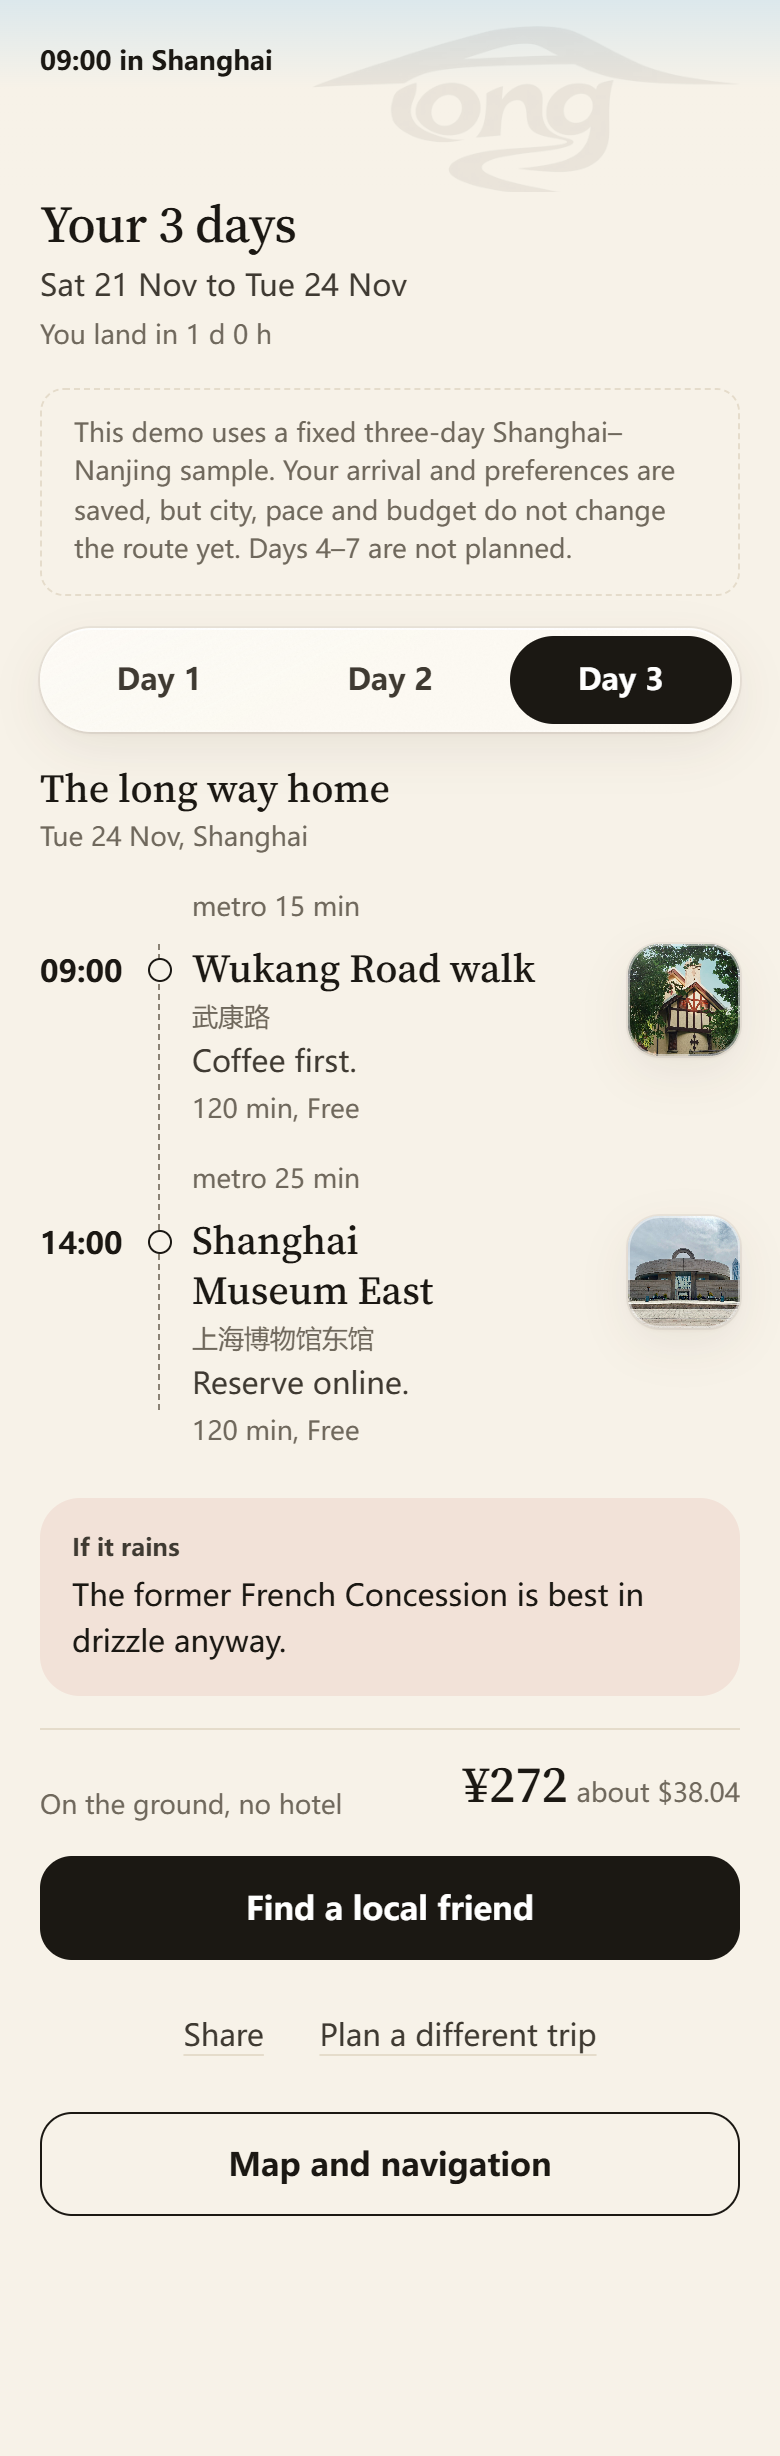 09:00 in Shanghai
long
Your 3 days
Sat 21 Nov to Tue 24 Nov
You land in 1 d 0 h
This demo uses a fixed three-day Shanghai–
Nanjing sample. Your arrival and preferences are
saved, but city, pace and budget do not change
the route yet. Days 4–7 are not planned.
Day 1 Day 2 Day 3
The long way home
Tue 24 Nov, Shanghai
metro 15 min
09:00 Wukang Road walk
武康路
Coffee first.
120 min, Free
metro 25 min
14:00 Shanghai
Museum East
上海博物馆东馆
Reserve online.
120 min, Free
If it rains
The former French Concession is best in
drizzle anyway.
On the ground, no hotel ¥272 about $38.04
Find a local friend
Share Plan a different trip
Map and navigation